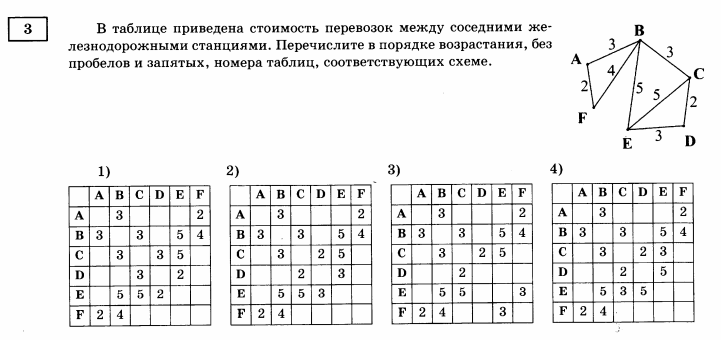 3
В таблице приведена стоимость перевозок между соседними же-
лезнодорожными станциями. Перечислите в порядке возрастания, без
пробелов и запятых, номера таблиц, соответствующих схеме.
B
3
3
A
4
C
2
5
5
2
F
3
E
D
1)
A B C D E F
A 3 2
B 3 3 5 4
C 3 3 5
D 3 2
E 5 5 2
F 2 4
2)
A B C D E F
A 3 2
B 3 3 5 4
C 3 2 5
D 2 3
E 5 5 3
F 2 4
3)
A B C D E F
A 3 2
B 3 3 5 4
C 3 2 5
D 2
E 5 5 3
F 2 4 3
4)
A B C D E F
A 3 2
B 3 3 5 4
C 3 2 3
D 2 5
E 5 3 5
F 2 4